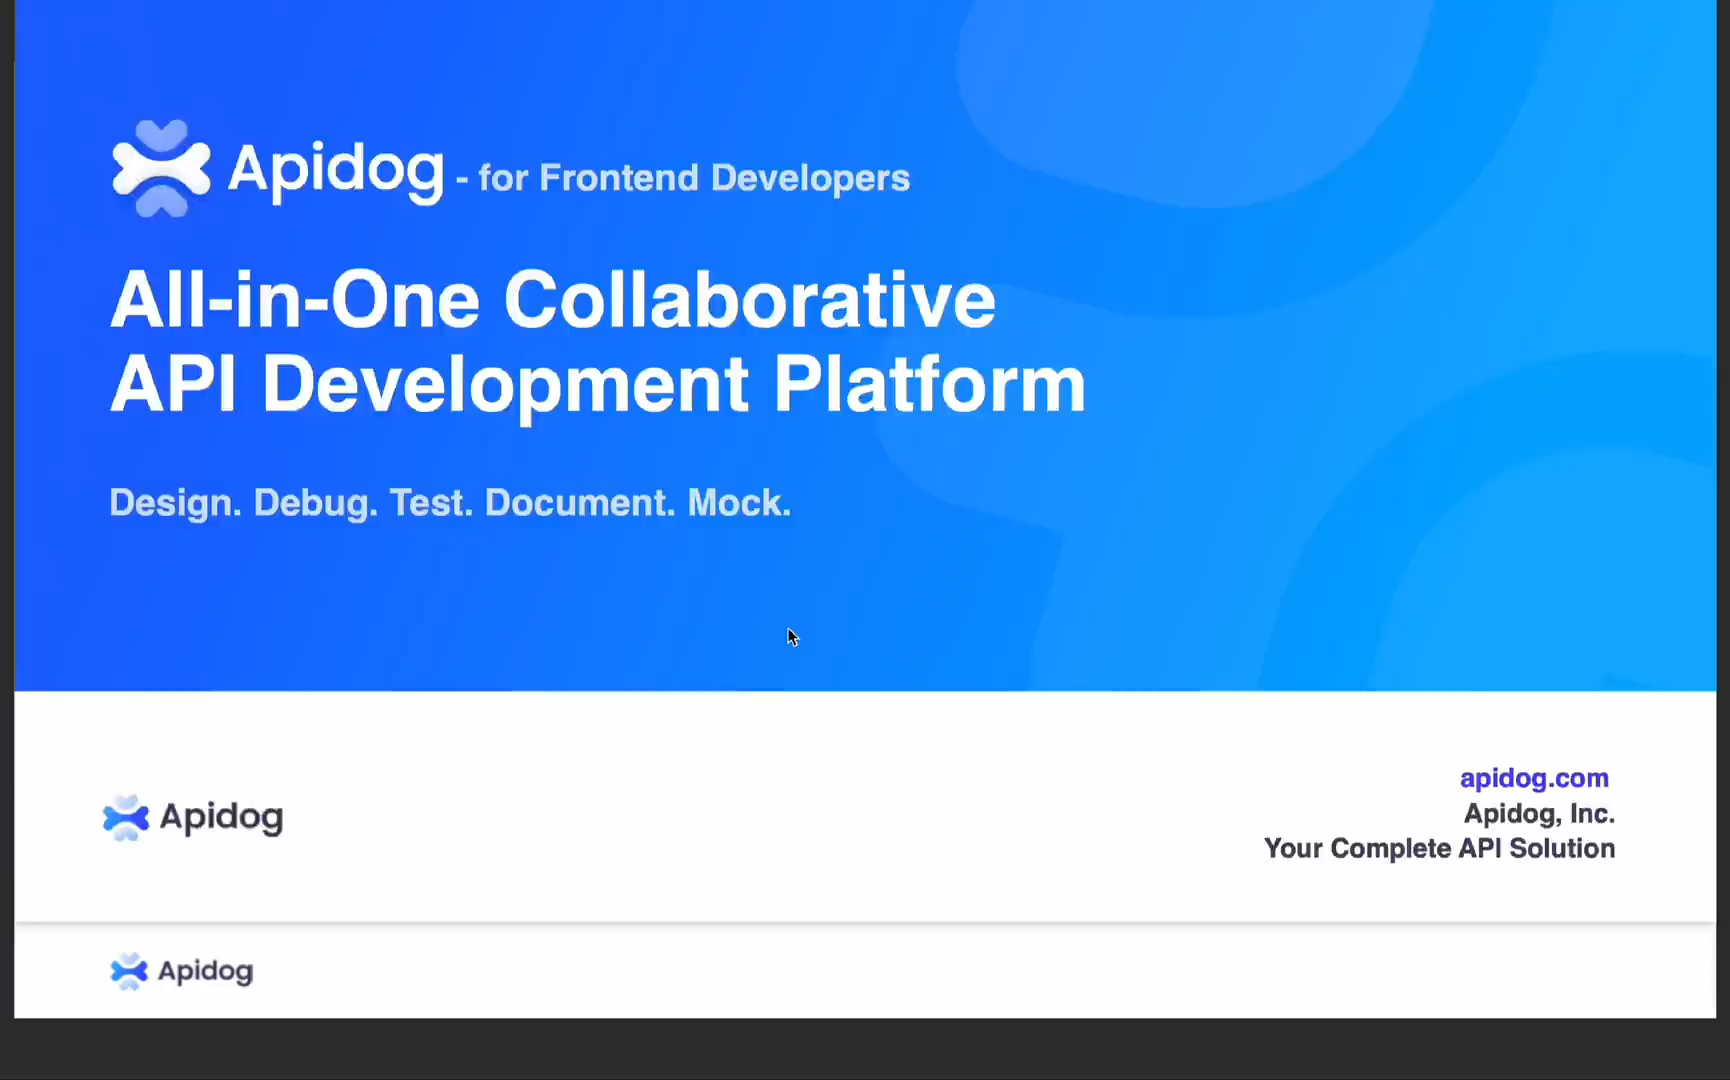 Apidog - for Frontend Developers
All-in-One Collaborative
API Development Platform
Design. Debug. Test. Document. Mock.
Apidog
apidog.com
Apidog, Inc.
Your Complete API Solution
Apidog